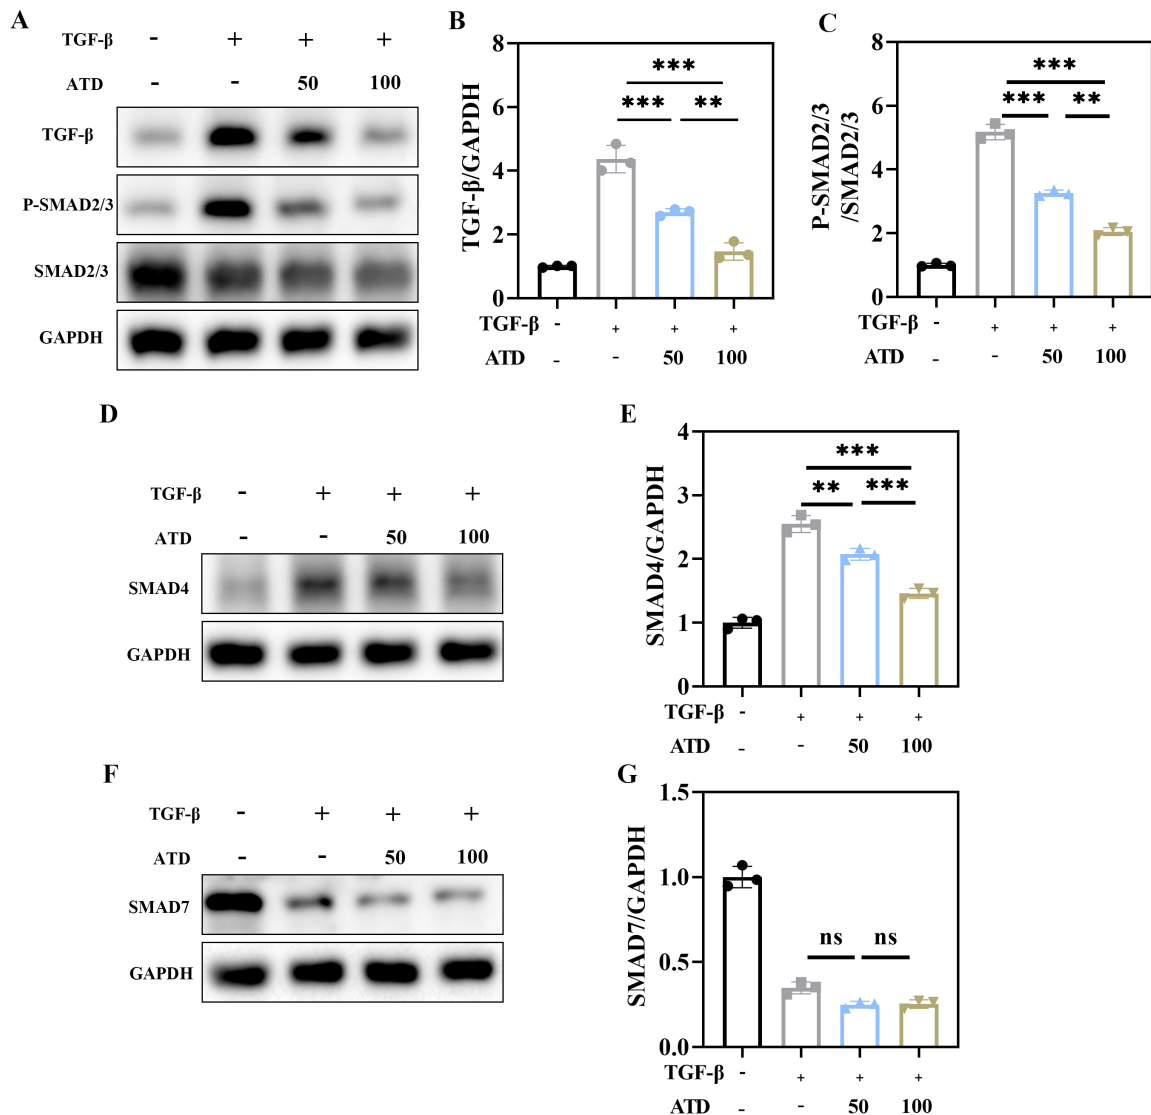 A
TGF-β - + + +
ATD - - 50 100
TGF-β
P-SMAD2/3
SMAD2/3
GAPDH
B
TGF-β/GAPDH
8
6
4
2
0
***
*** **
TGF-β - + + +
ATD - - 50 100
C
P-SMAD2/3
/SMAD2/3
8
6
4
2
0
***
*** **
TGF-β - + + +
ATD - - 50 100
D
TGF-β - + + +
ATD - - 50 100
SMAD4
GAPDH
E
SMAD4/GAPDH
4
3
2
1
0
***
** ***
TGF-β - + + +
ATD - - 50 100
F
TGF-β - + + +
ATD - - 50 100
SMAD7
GAPDH
G
SMAD7/GAPDH
1.5
1.0
0.5
0.0
ns ns
TGF-β - + + +
ATD - - 50 100